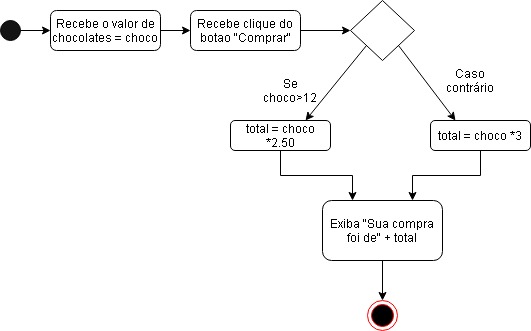 Recebe o valor de
chocolates = choco
Recebe clique do
botao "Comprar"
Se
choco>12
Caso
contrário
total = choco
*2.50
total = choco *3
Exiba "Sua compra
foi de" + total